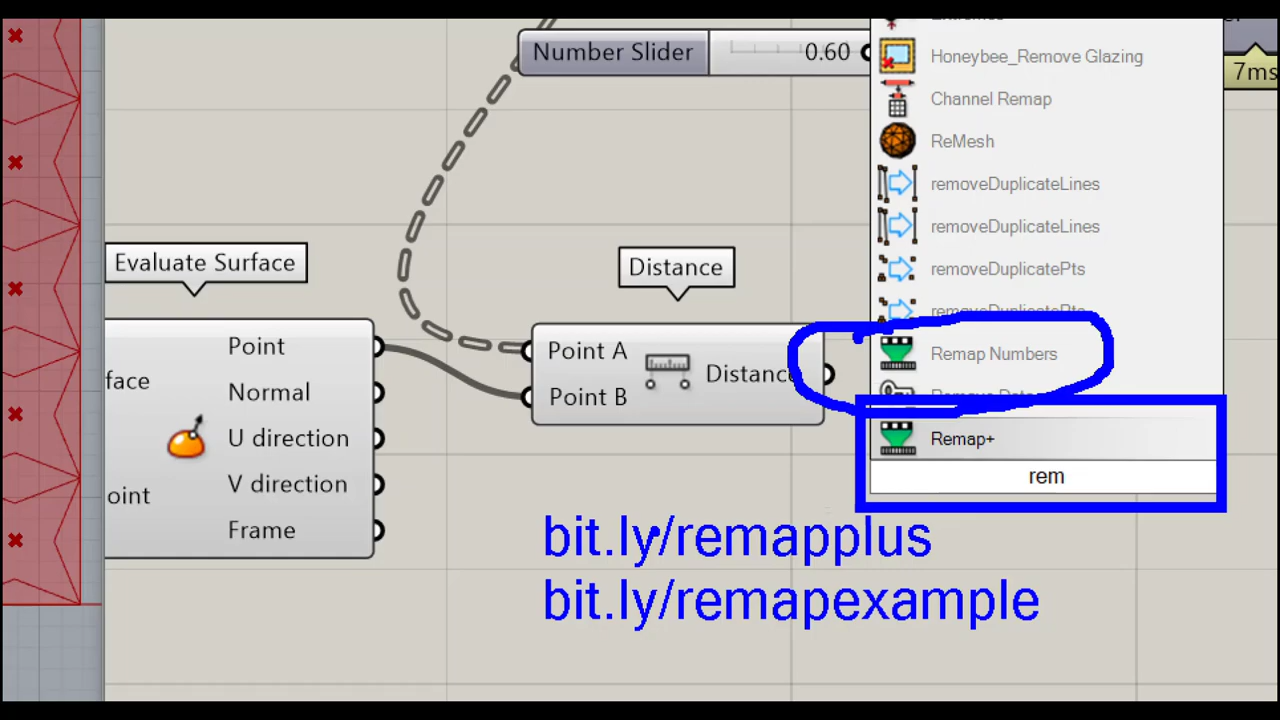 Number Slider
0.60
Honeybee_Remove Glazing
7ms
Channel Remap
ReMesh
removeDuplicateLines
removeDuplicateLines
removeDuplicatePts
removeDuplicatePts
Evaluate Surface
Distance
Point
Normal
U direction
V direction
Frame
face
oint
Point A
Point B
Distance
Remap Numbers
Remap+
rem
bit.ly/remapplus
bit.ly/remapexample